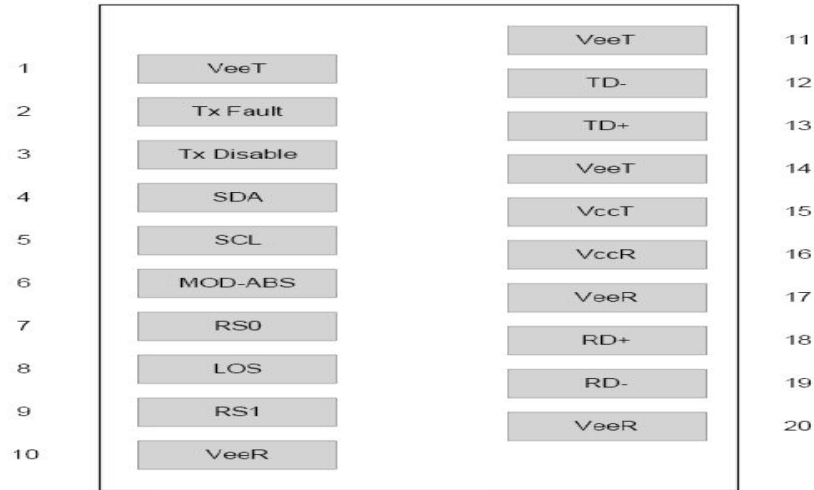 1 VeeT
2 Tx Fault
3 Tx Disable
4 SDA
5 SCL
6 MOD-ABS
7 RS0
8 LOS
9 RS1
10 VeeR
VeeT 11
TD- 12
TD+ 13
VeeT 14
VccT 15
VccR 16
VeeR 17
RD+ 18
RD- 19
VeeR 20